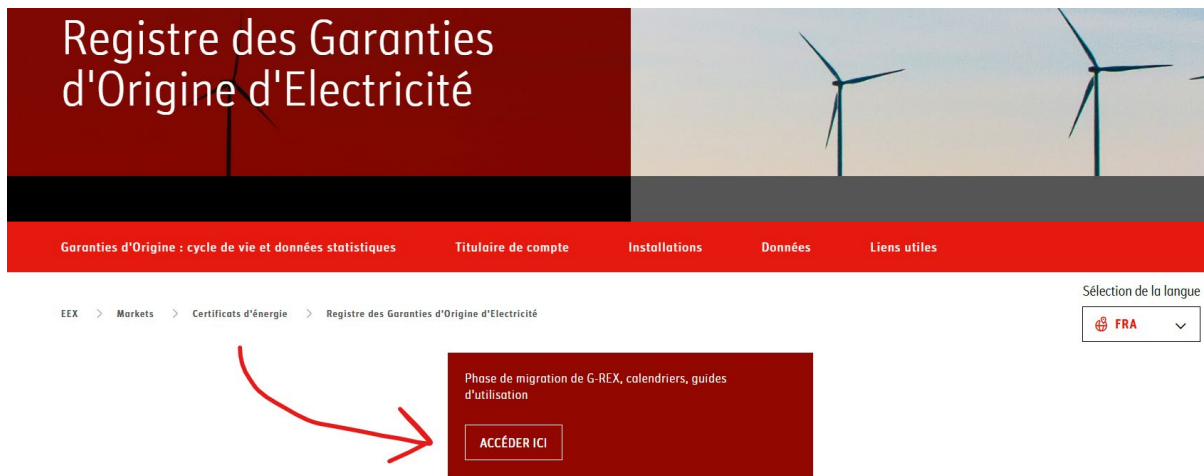 Registre des Garanties
d'Origine d'Electricité
Garanties d'Origine : cycle de vie et données statistiques
Titulaire de compte
Installations
Données
Liens utiles
Sélection de la langue
FRA
EEX > Markets > Certificats d'énergie > Registre des Garanties d'Origine d'Electricité
Phase de migration de G-REX, calendriers, guides
d'utilisation
ACCÉDER ICI